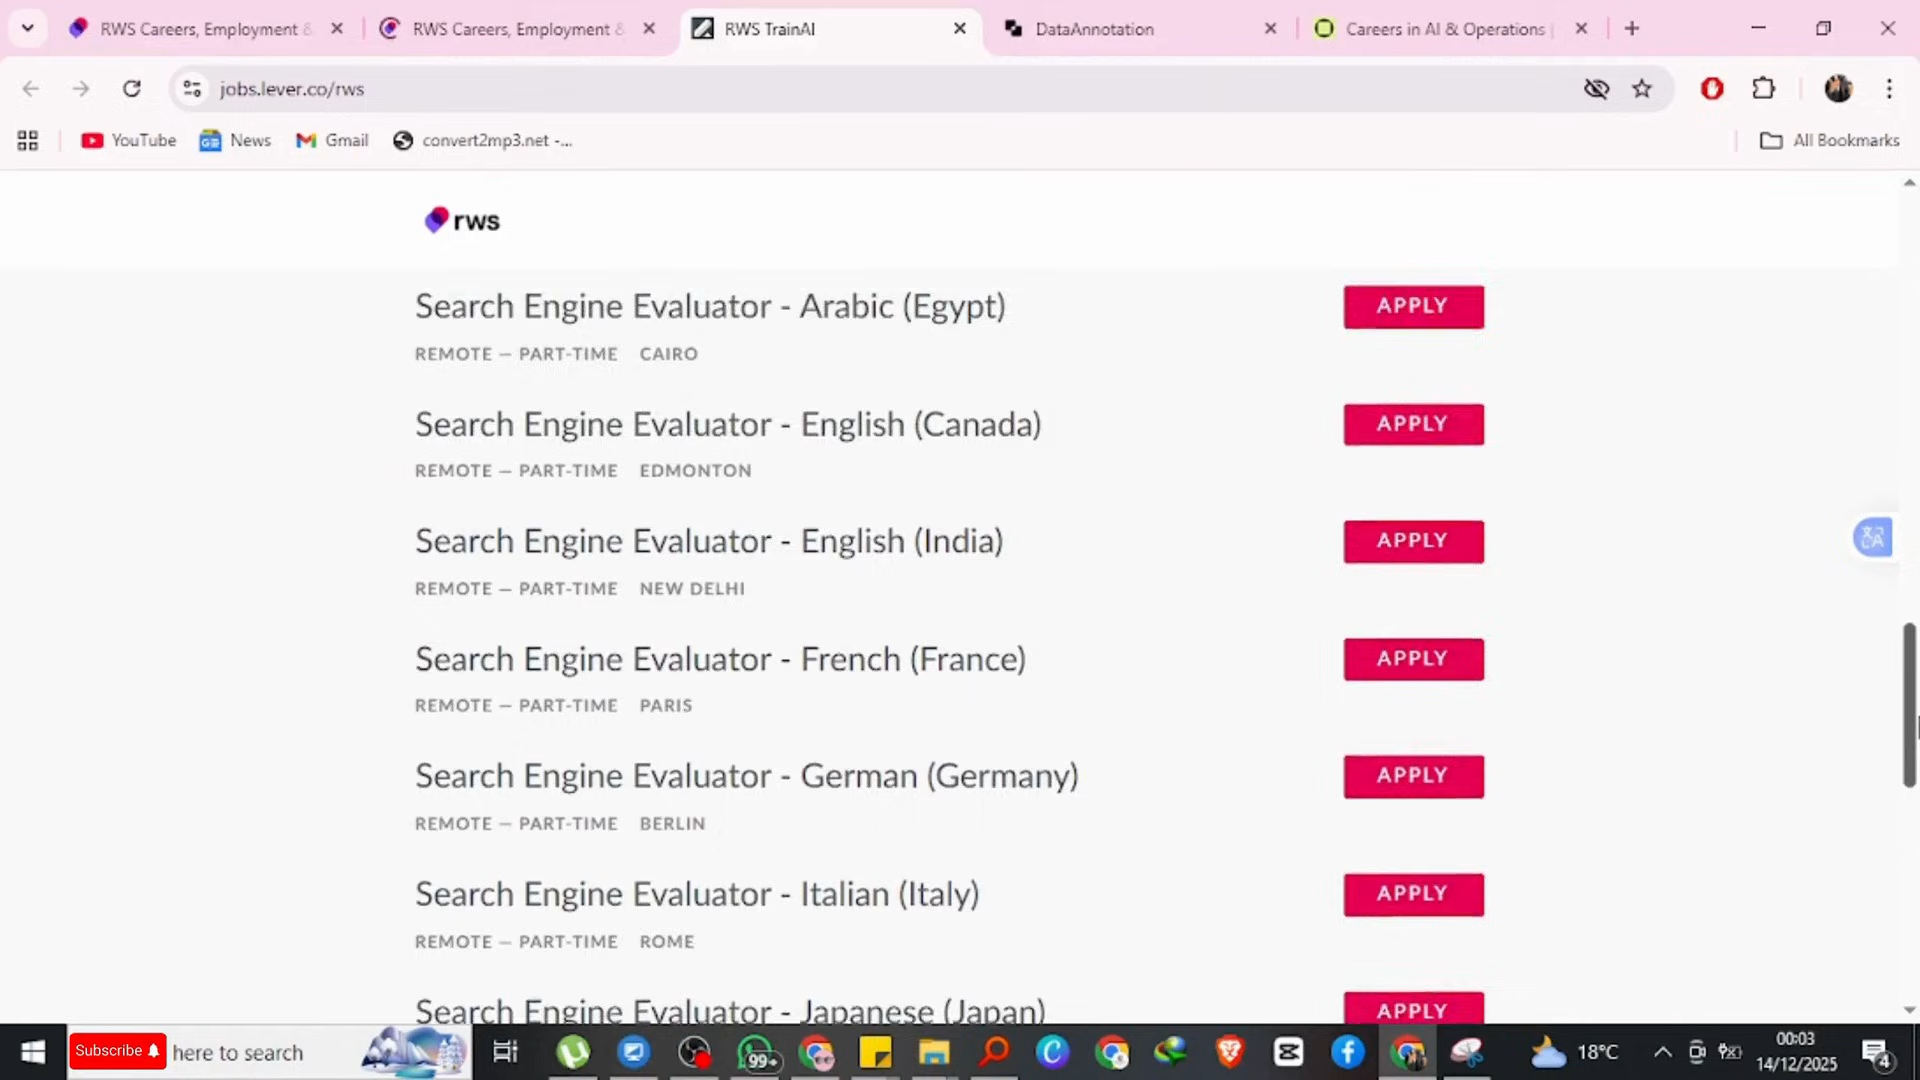 RWS Careers, Employment &
RWS Careers, Employment &
RWS TrainAI
DataAnnotation
Careers in AI & Operations
jobs.lever.co/rws
YouTube
News
Gmail
convert2mp3.net -...
All Bookmarks
rws
Search Engine Evaluator - Arabic (Egypt)
APPLY
REMOTE — PART-TIME CAIRO
Search Engine Evaluator - English (Canada)
APPLY
REMOTE — PART-TIME EDMONTON
Search Engine Evaluator - English (India)
APPLY
REMOTE — PART-TIME NEW DELHI
Search Engine Evaluator - French (France)
APPLY
REMOTE — PART-TIME PARIS
Search Engine Evaluator - German (Germany)
APPLY
REMOTE — PART-TIME BERLIN
Search Engine Evaluator - Italian (Italy)
APPLY
REMOTE — PART-TIME ROME
Search Engine Evaluator - Japanese (Japan)
APPLY
Subscribe
here to search
99+
18°C
00:03
14/12/2025
4